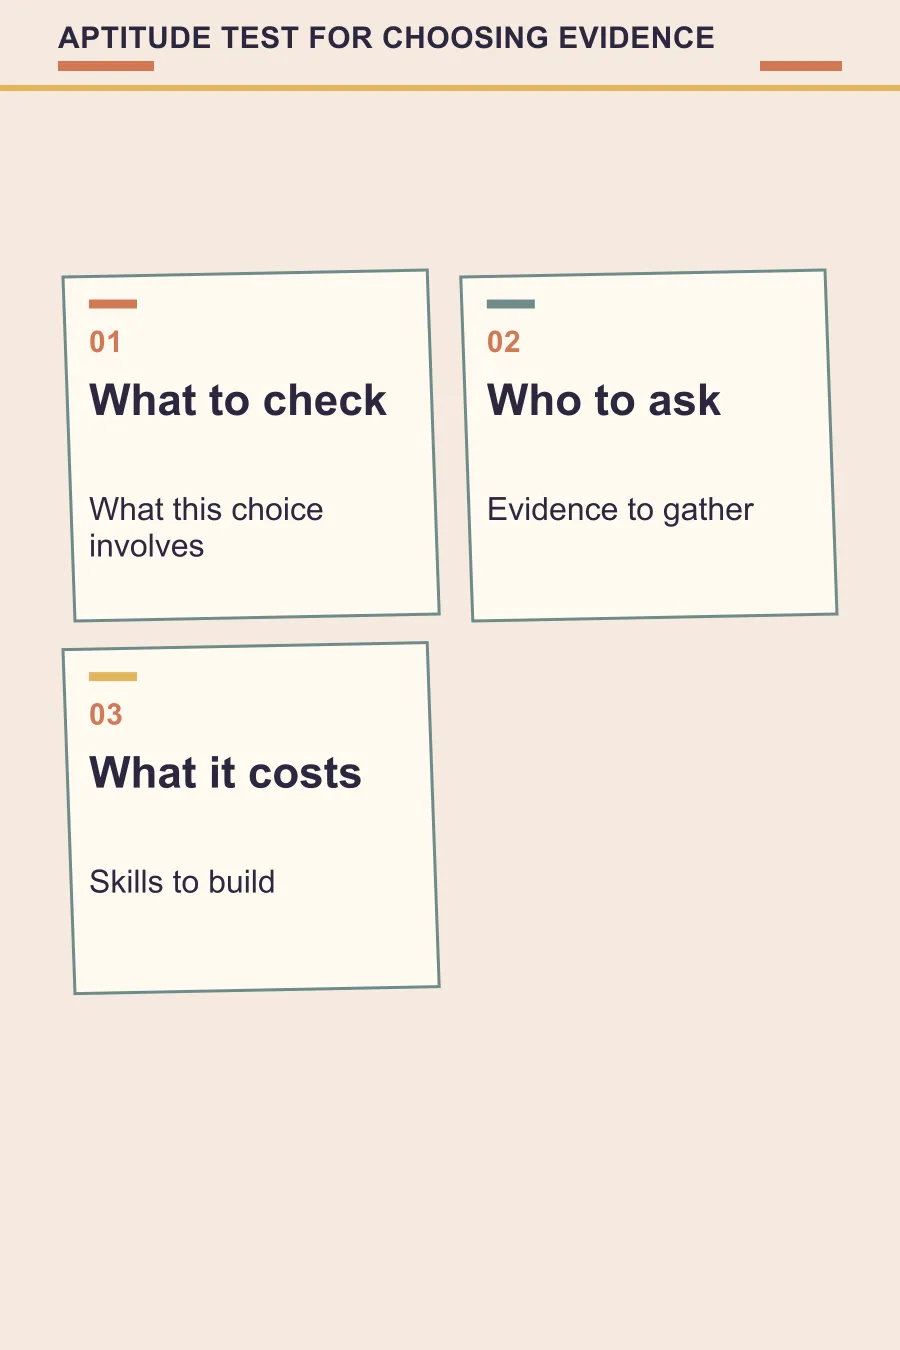 APTITUDE TEST FOR CHOOSING EVIDENCE
01
What to check
What this choice
involves
02
Who to ask
Evidence to gather
03
What it costs
Skills to build